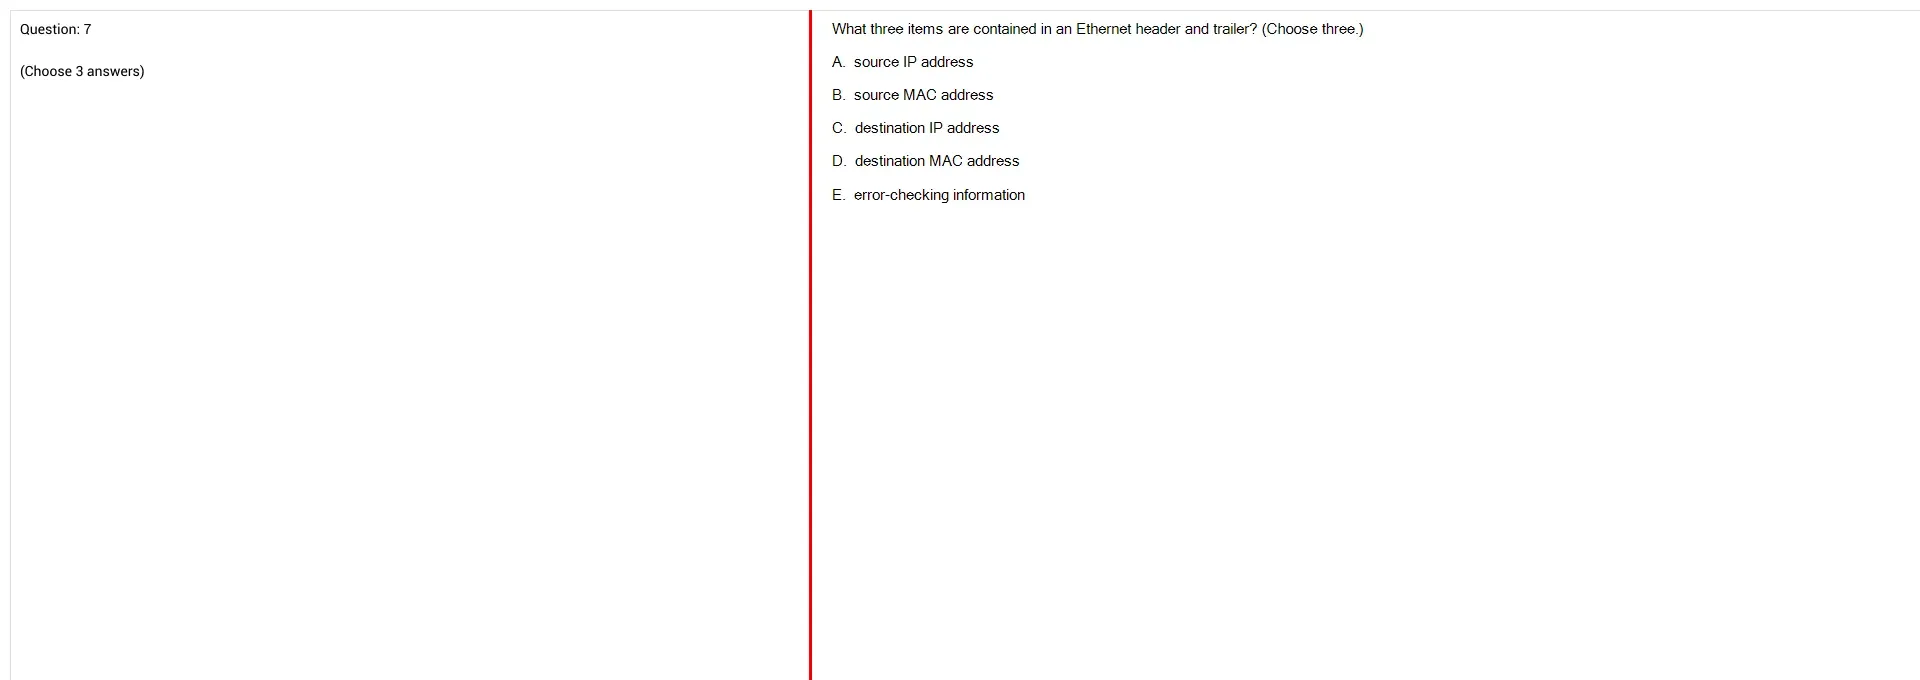 Question: 7
(Choose 3 answers)
What three items are contained in an Ethernet header and trailer? (Choose three.)
A. source IP address
B. source MAC address
C. destination IP address
D. destination MAC address
E. error-checking information